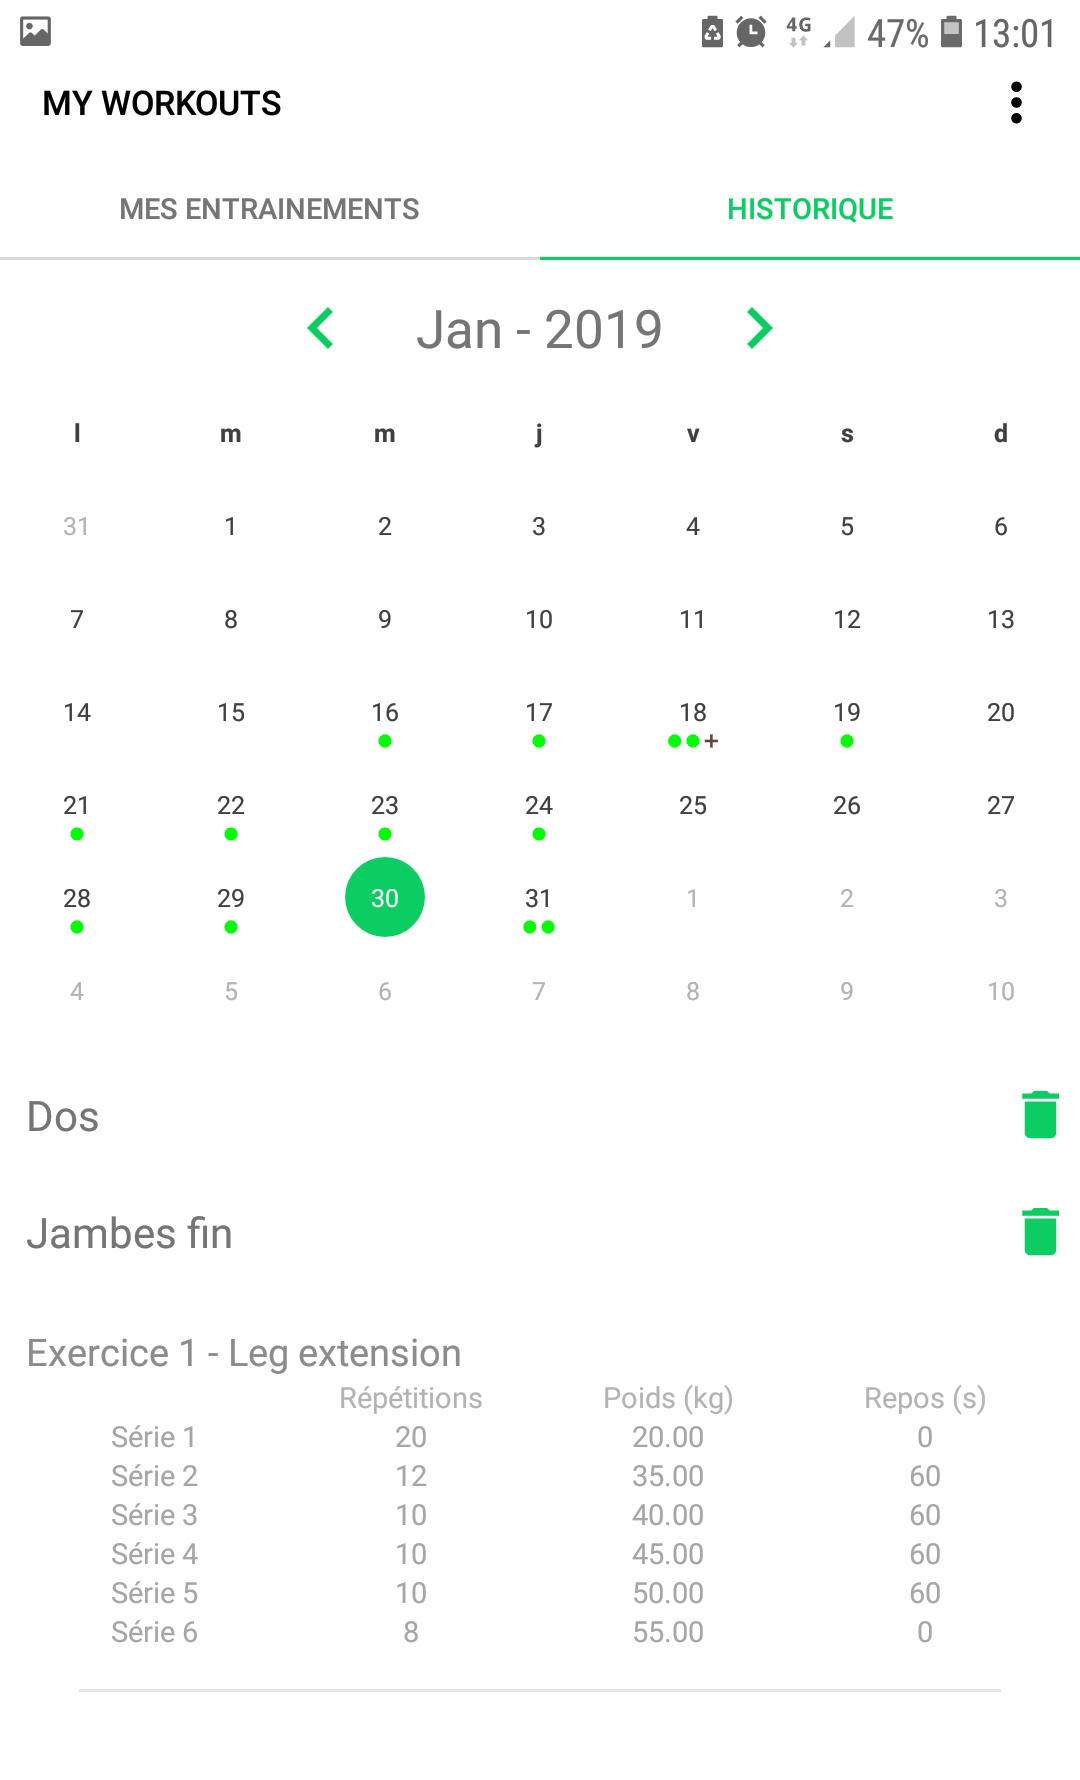 4G 47% 13:01
MY WORKOUTS
MES ENTRAINEMENTS HISTORIQUE
Jan - 2019
l m m j v s d
31 1 2 3 4 5 6
7 8 9 10 11 12 13
14 15 16 17 18 19 20
+
21 22 23 24 25 26 27
28 29 30 31 1 2 3
4 5 6 7 8 9 10
Dos
Jambes fin
Exercice 1 - Leg extension
Répétitions Poids (kg) Repos (s)
Série 1 20 20.00 0
Série 2 12 35.00 60
Série 3 10 40.00 60
Série 4 10 45.00 60
Série 5 10 50.00 60
Série 6 8 55.00 0